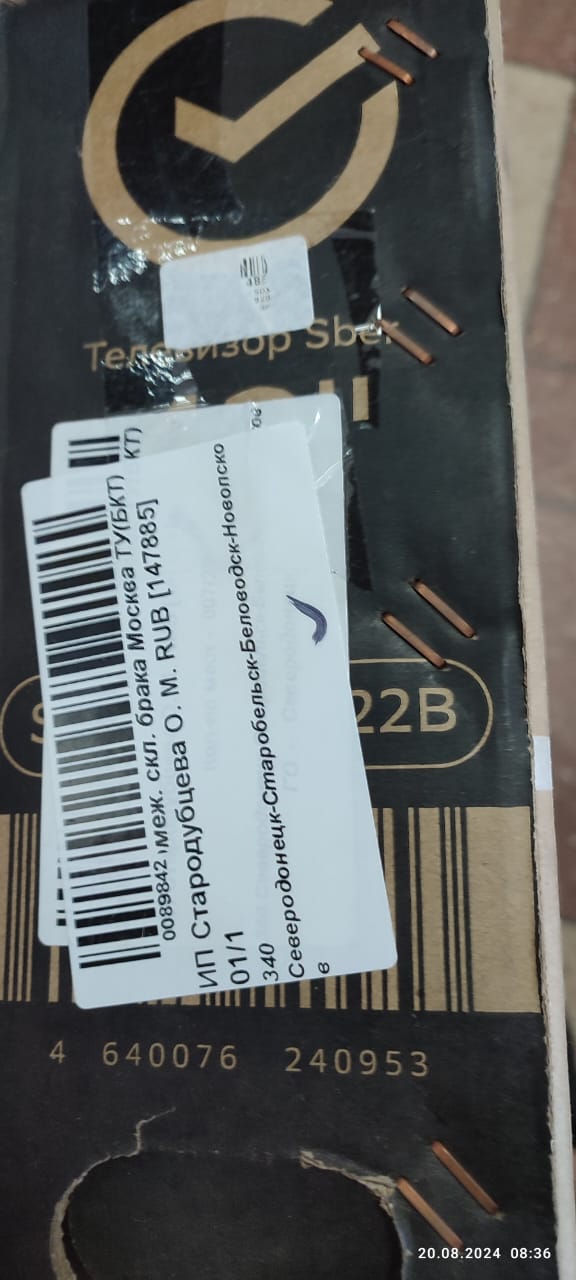 Телевизор Sber
22B
0089842
меж. скл. брака Москва ТУ(БКТ)
КТ)
ИП Стародубцева О. М. RUB [147885]
01/1
340
Северодонецк-Старобельск-Беловодск-Новопско
в
4 640076 240953
20.08.2024 08:36